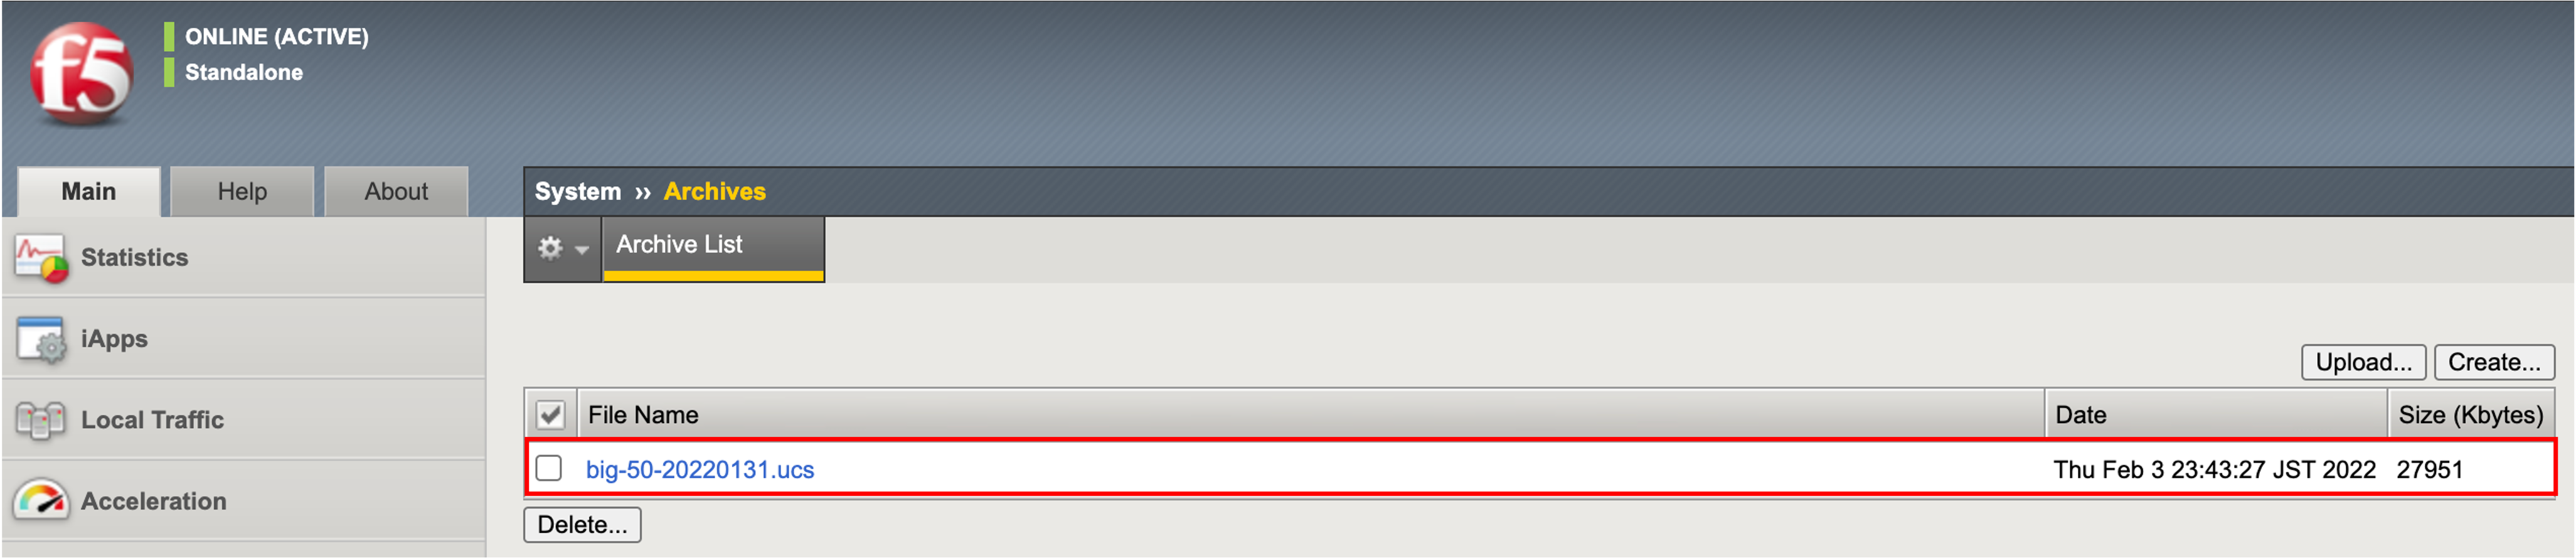 f5
ONLINE (ACTIVE)
Standalone
Main
Help
About
System ›› Archives
Archive List
Statistics
iApps
Local Traffic
Acceleration
Upload...
Create...
File Name
Date
Size (Kbytes)
big-50-20220131.ucs
Thu Feb 3 23:43:27 JST 2022
27951
Delete...